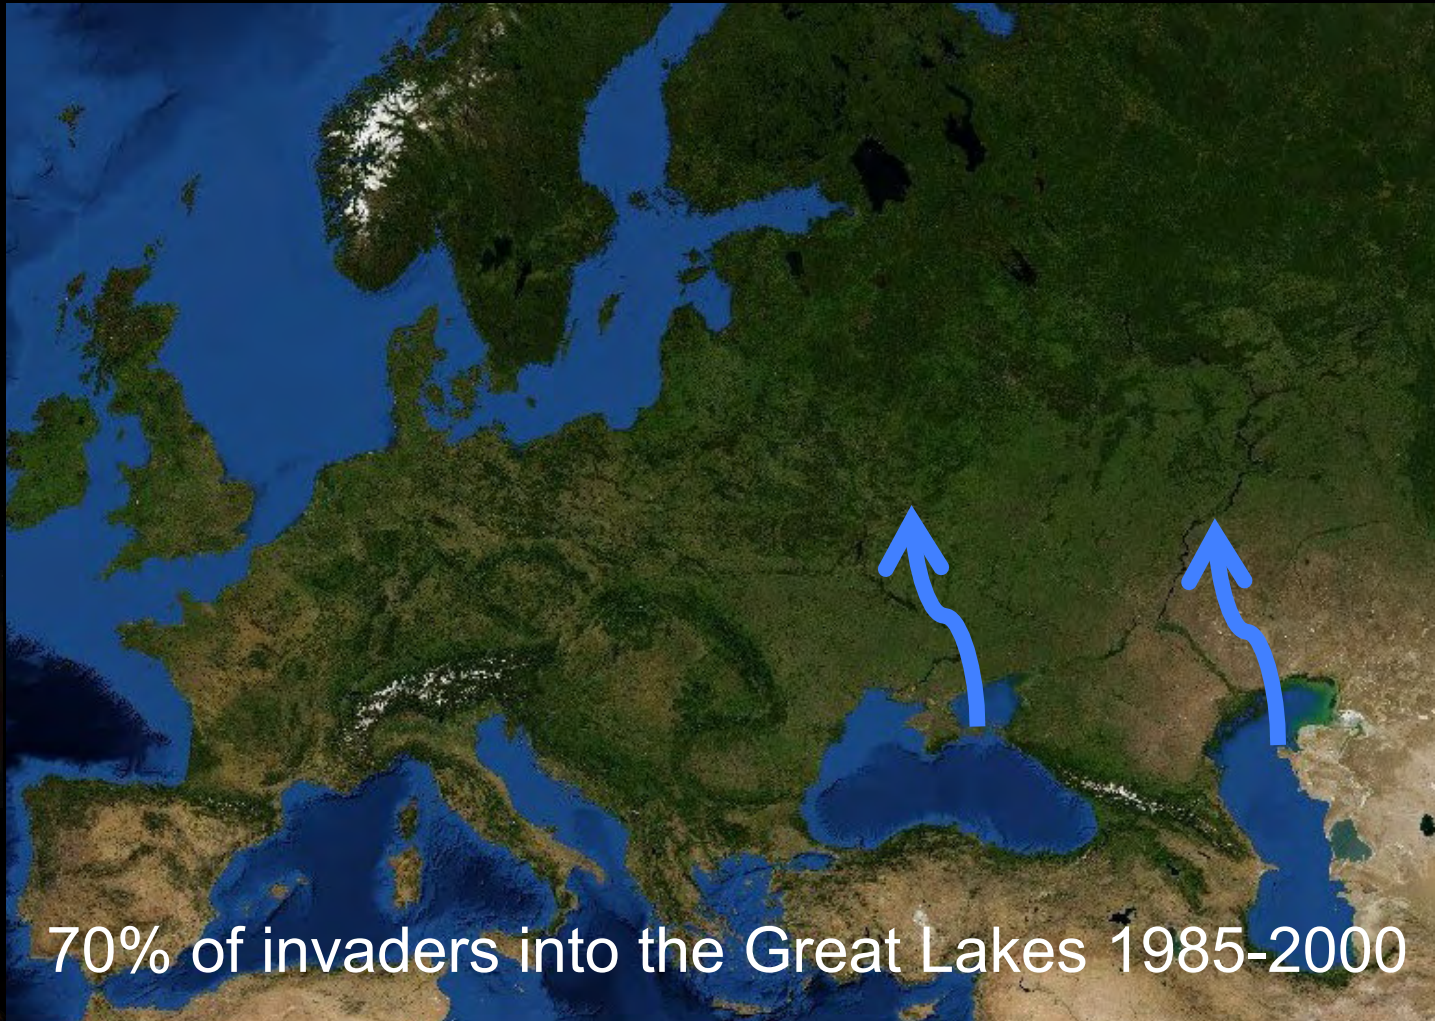 70% of invaders into the Great Lakes 1985-2000